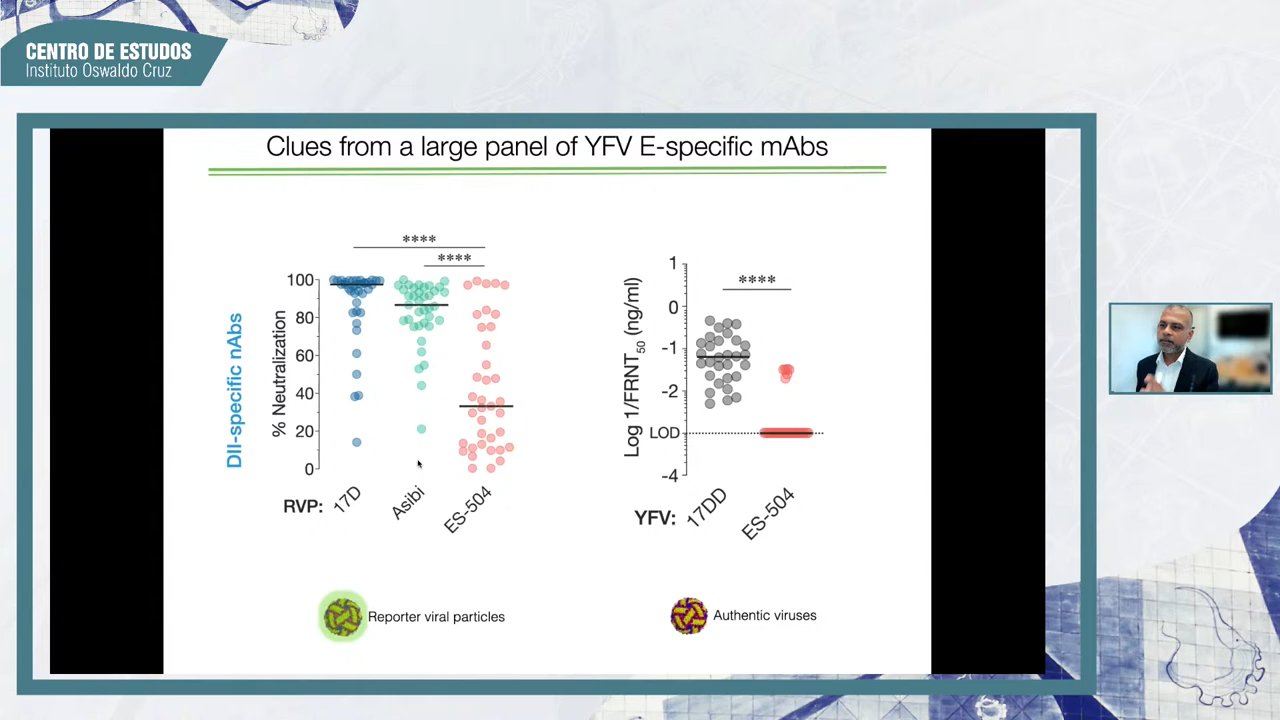 CENTRO DE ESTUDOS
Instituto Oswaldo Cruz
Clues from a large panel of YFV E-specific mAbs
DII-specific nAbs
% Neutralization
100
80
60
40
20
0
****
****
RVP: 17D Asibi ES-504
Reporter viral particles
Log 1/FRNT50 (ng/ml)
1
0
-1
-2
LOD
-4
****
YFV: 17DD ES-504
Authentic viruses